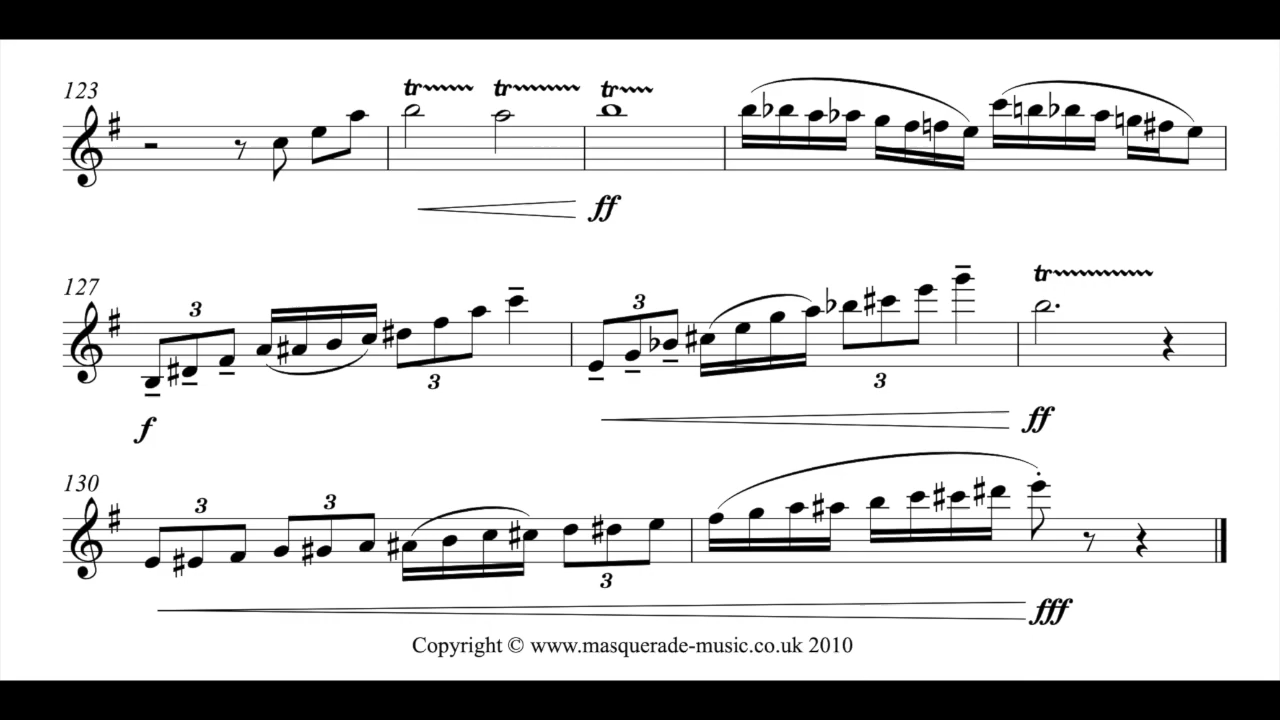 123
tr tr tr
ff
127
3 3 tr
3 3
f ff
130
3 3
3
fff
Copyright © www.masquerade-music.co.uk 2010